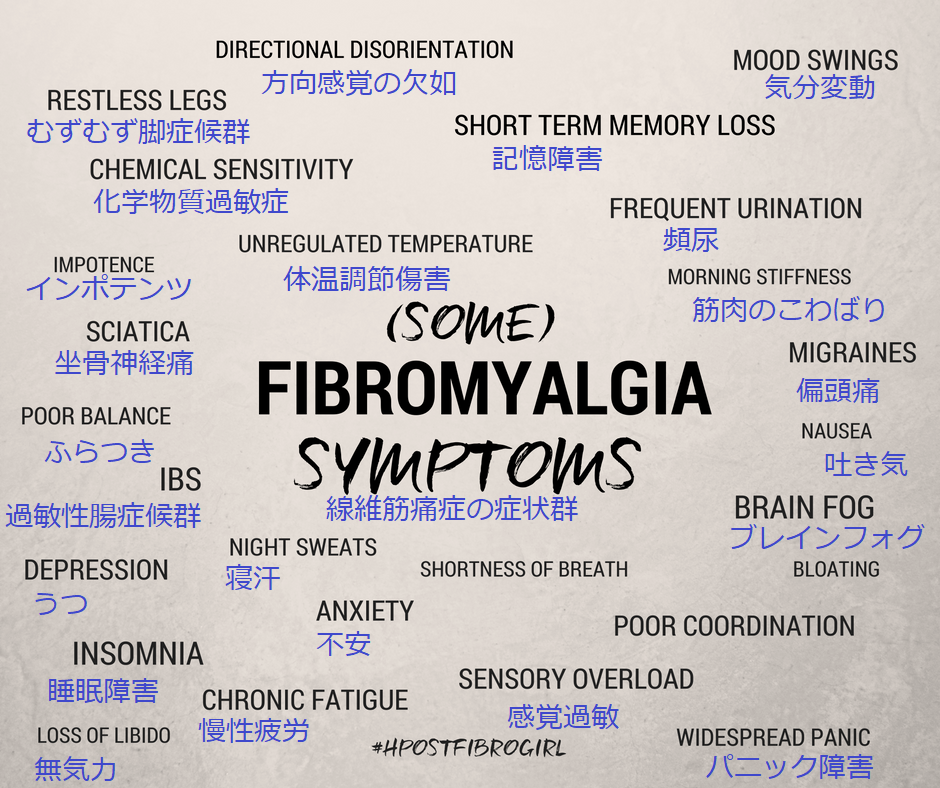 DIRECTIONAL DISORIENTATION
方向感覚の欠如
MOOD SWINGS
気分変動
RESTLESS LEGS
むずむず脚症候群
SHORT TERM MEMORY LOSS
記憶障害
CHEMICAL SENSITIVITY
化学物質過敏症
FREQUENT URINATION
頻尿
UNREGULATED TEMPERATURE
体温調節傷害
IMPOTENCE
インポテンツ
MORNING STIFFNESS
筋肉のこわばり
(SOME)
FIBROMYALGIA
SYMPTOMS
線維筋痛症の症状群
SCIATICA
坐骨神経痛
MIGRAINES
偏頭痛
POOR BALANCE
ふらつき
NAUSEA
吐き気
IBS
過敏性腸症候群
BRAIN FOG
ブレインフォグ
NIGHT SWEATS
寝汗
DEPRESSION
うつ
SHORTNESS OF BREATH
BLOATING
ANXIETY
不安
POOR COORDINATION
INSOMNIA
睡眠障害
SENSORY OVERLOAD
感覚過敏
CHRONIC FATIGUE
慢性疲労
LOSS OF LIBIDO
無気力
#HPOSTFIBROGIRL
WIDESPREAD PANIC
パニック障害